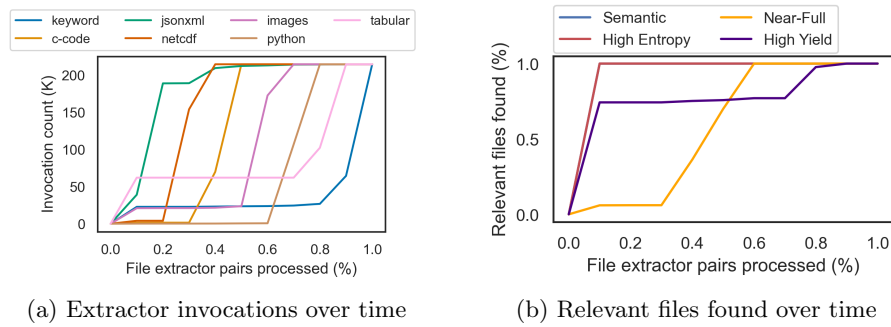 keyword jsonxml images tabular
c-code netcdf python
Invocation count (K)
200
150
100
50
0
0.0 0.2 0.4 0.6 0.8 1.0
File extractor pairs processed (%)
(a) Extractor invocations over time
Semantic Near-Full
High Entropy High Yield
Relevant files found (%)
1.0
0.5
0.0
0.0 0.2 0.4 0.6 0.8 1.0
File extractor pairs processed (%)
(b) Relevant files found over time